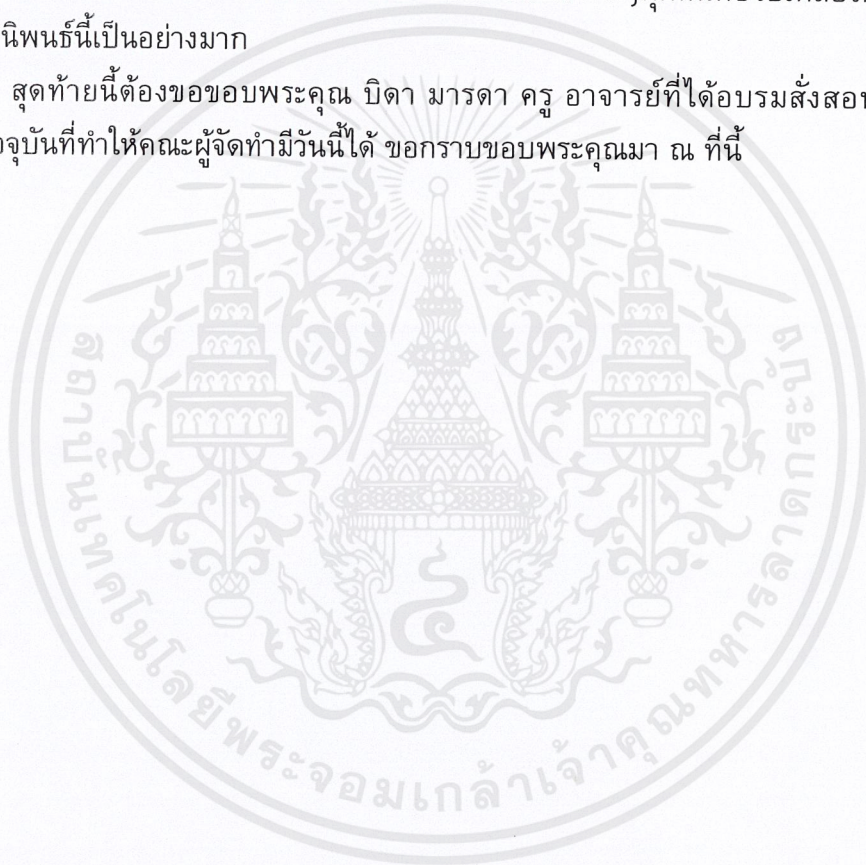 นิพนธ์นี้เป็นอย่างมาก
สุดท้ายนี้ต้องขอขอบพระคุณ บิดา มารดา ครู อาจารย์ที่ได้อบรมสั่งสอน
จจุบันที่ทำให้คณะผู้จัดทำมีวันนี้ได้ ขอกราบขอบพระคุณมา ณ ที่นี้
สถาบันเทคโนโลยีพระจอมเกล้าเจ้าคุณทหารลาดกระบัง
๔